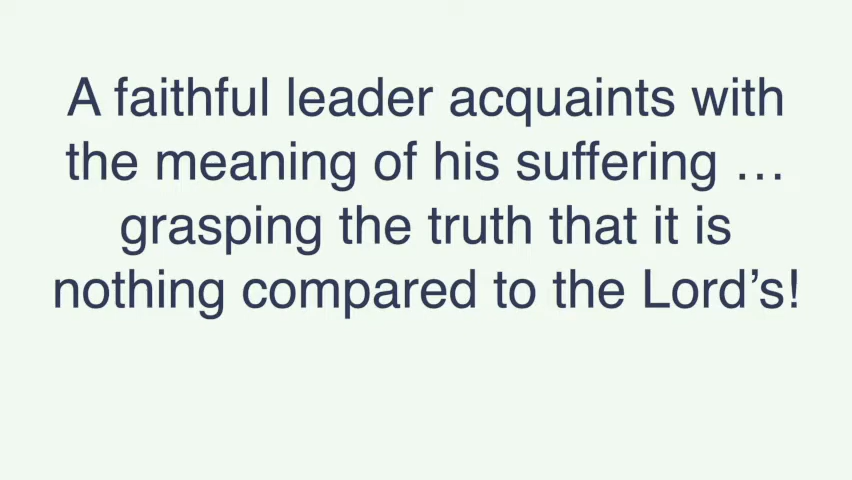 A faithful leader acquaints with
the meaning of his suffering …
grasping the truth that it is
nothing compared to the Lord’s!